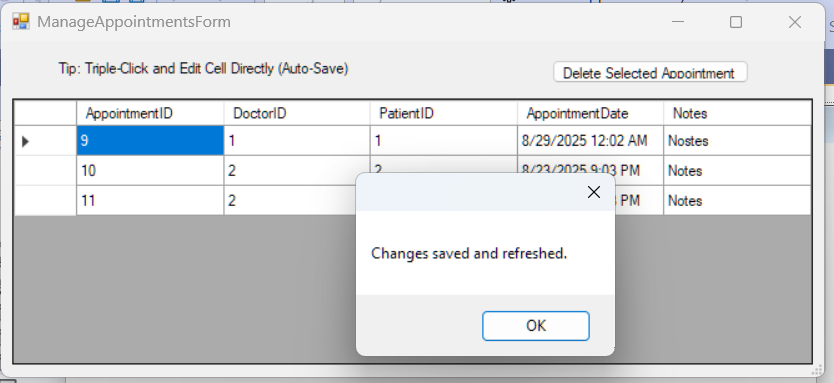 ManageAppointmentsForm
Tip: Triple-Click and Edit Cell Directly (Auto-Save)
Delete Selected Appointment
AppointmentID DoctorID PatientID AppointmentDate Notes
9 1 1 8/29/2025 12:02 AM Nostes
10 2 2 8/23/2025 9:03 PM Notes
11 2 PM Notes
Changes saved and refreshed.
OK